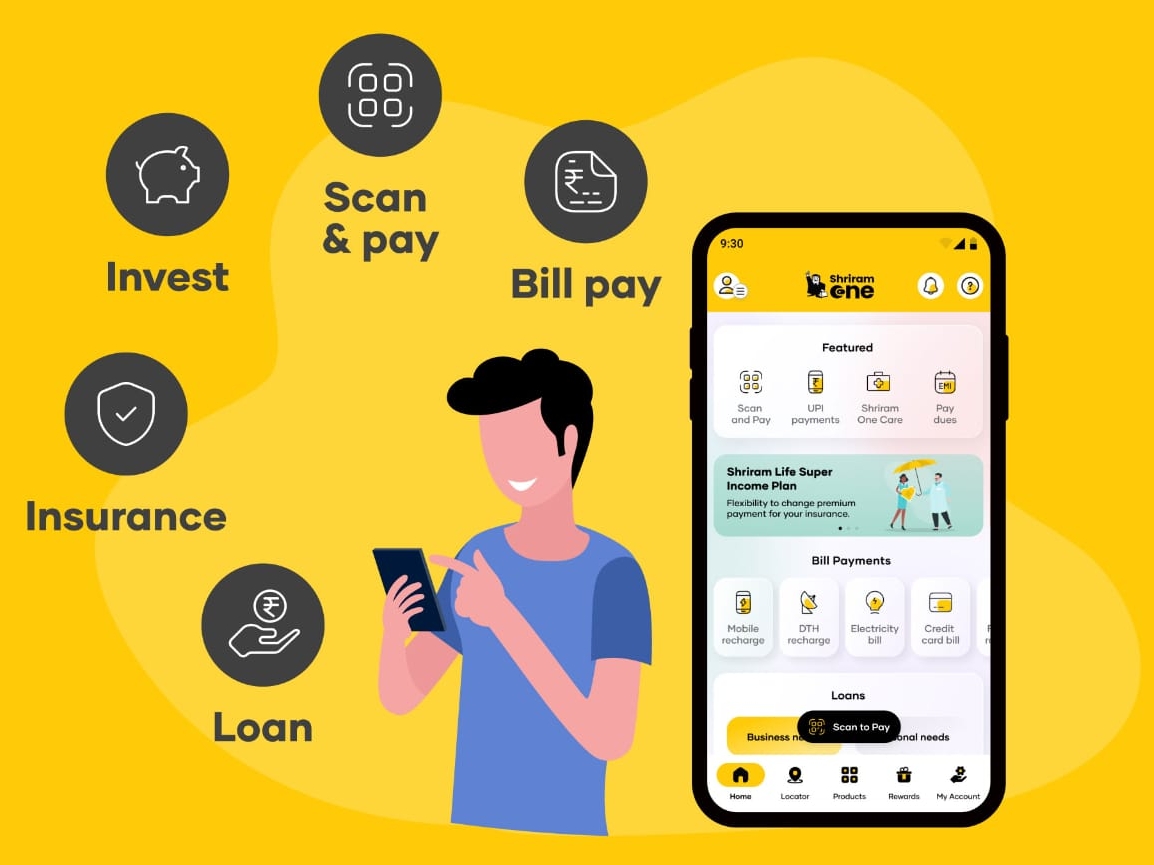 Scan
& pay
Invest
Bill pay
Insurance
Loan
9:30
Shriram
One
Featured
Scan
and Pay
UPI
payments
Shriram
One Care
EMI
Pay
dues
Shriram Life Super
Income Plan
Flexibility to change premium
payment for your insurance.
Bill Payments
Mobile
recharge
DTH
recharge
Electricity
bill
Credit
card bill
Loans
Business
Scan to Pay
needs
Home
Locator
Products
Rewards
My Account